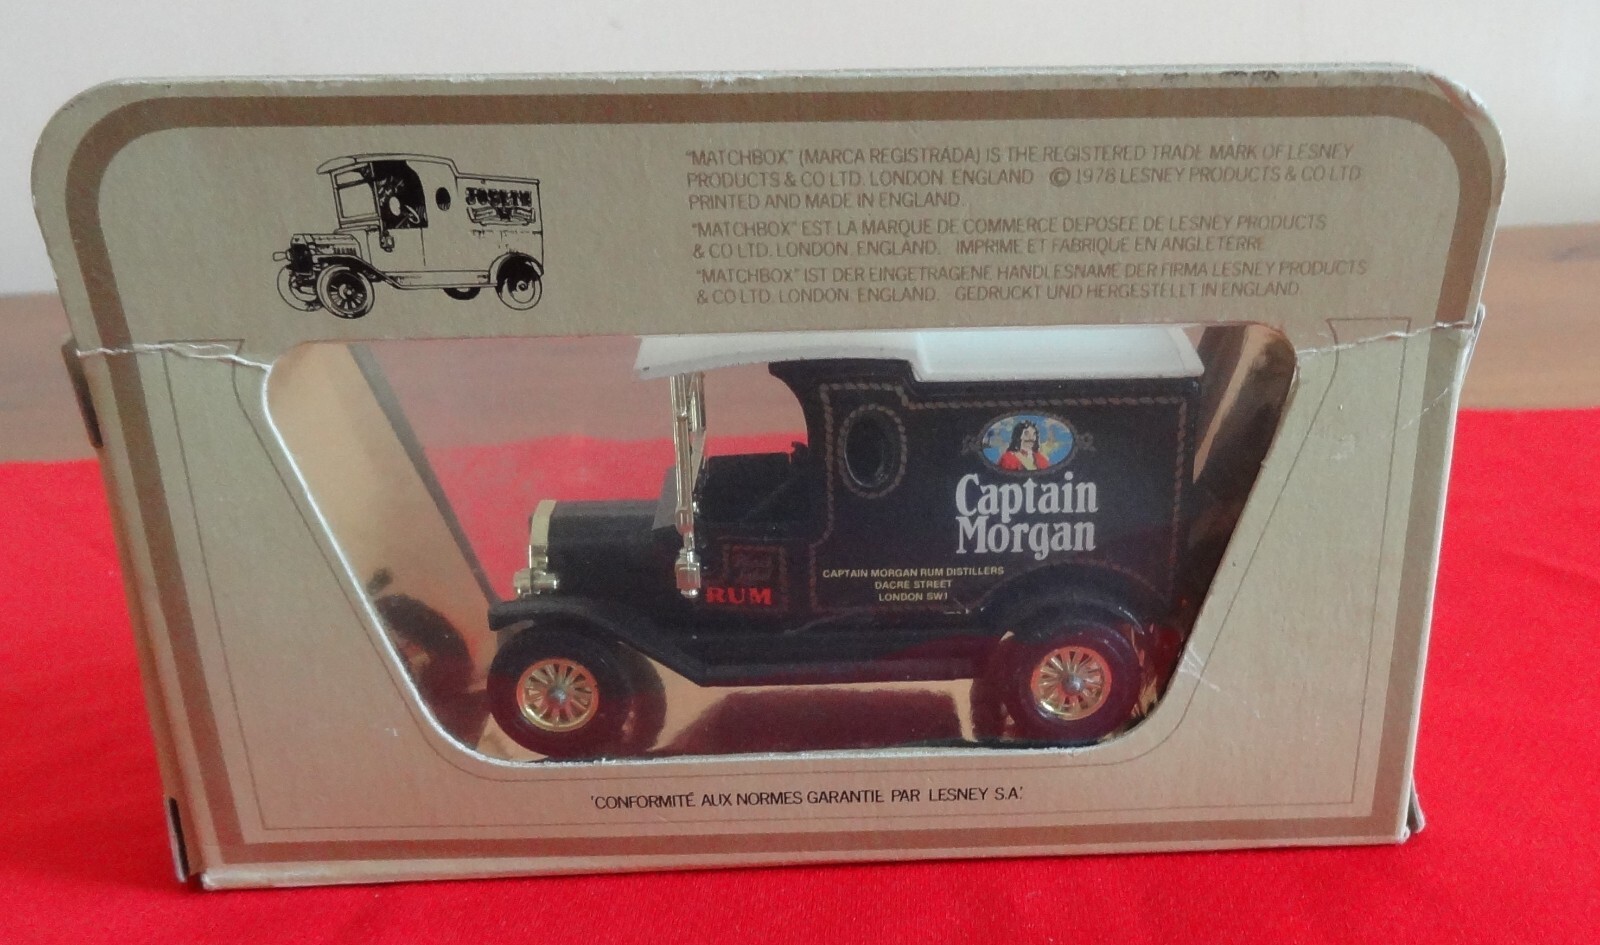 "MATCHBOX" (MARCA REGISTRADA) IS THE REGISTERED TRADE MARK OF LESNEY
PRODUCTS & CO LTD. LONDON. ENGLAND © 1978 LESNEY PRODUCTS & CO LTD
PRINTED AND MADE IN ENGLAND.
"MATCHBOX" EST LA MARQUE DE COMMERCE DEPOSEE DE LESNEY PRODUCTS
& CO LTD. LONDON. ENGLAND. IMPRIME ET FABRIQUE EN ANGLETERRE
"MATCHBOX" IST DER EINGETRAGENE HANDLESNAME DER FIRMA LESNEY PRODUCTS
& CO LTD. LONDON. ENGLAND. GEDRUCKT UND HERGESTELLT IN ENGLAND.
JOSEPH
Captain
Morgan
CAPTAIN MORGAN RUM DISTILLERS
DACRE STREET
LONDON SW1
RUM
'CONFORMITÉ AUX NORMES GARANTIE PAR LESNEY S.A.'